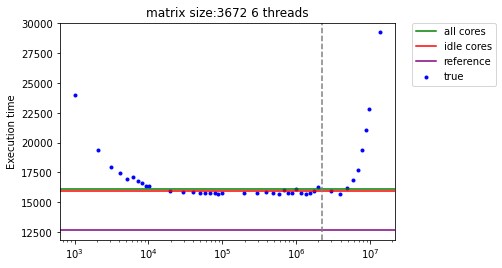 matrix size:3672 6 threads
30000
27500
25000
22500
20000
17500
15000
12500
Execution time
10³
10⁴
10⁵
10⁶
10⁷
all cores
idle cores
reference
true